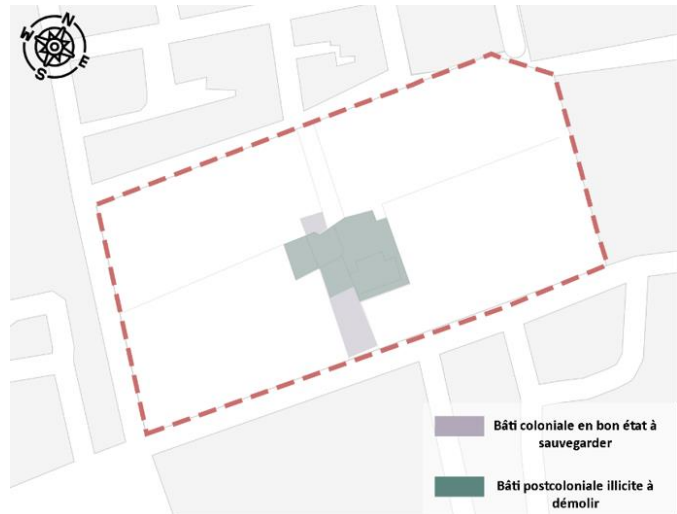 N
W
E
S
Bâti coloniale en bon état à
sauvegarder
Bâti postcoloniale illicite à
démolir